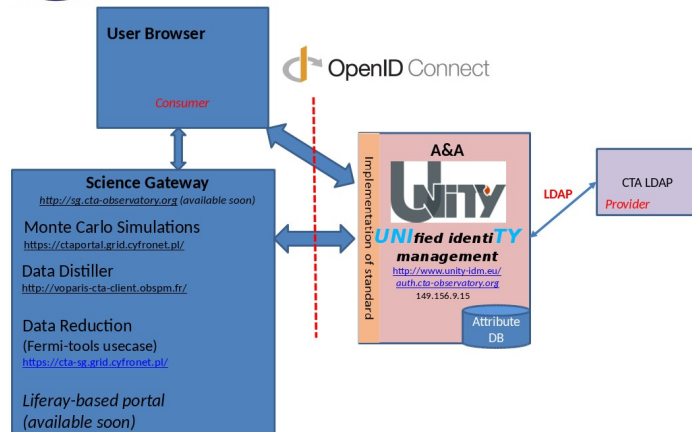 User Browser
Consumer
OpenID Connect
Science Gateway
http://sg.cta-observatory.org (available soon)
Monte Carlo Simulations
https://ctaportal.grid.cyfronet.pl/
Data Distiller
http://voparis-cta-client.obspm.fr/
Data Reduction
(Fermi-tools usecase)
https://cta-sg.grid.cyfronet.pl/
Liferay-based portal
(available soon)
Implementation of standard
A&A
UNITY
UNIfied identiTY
management
http://www.unity-idm.eu/
auth.cta-observatory.org
149.156.9.15
Attribute
DB
LDAP
CTA LDAP
Provider